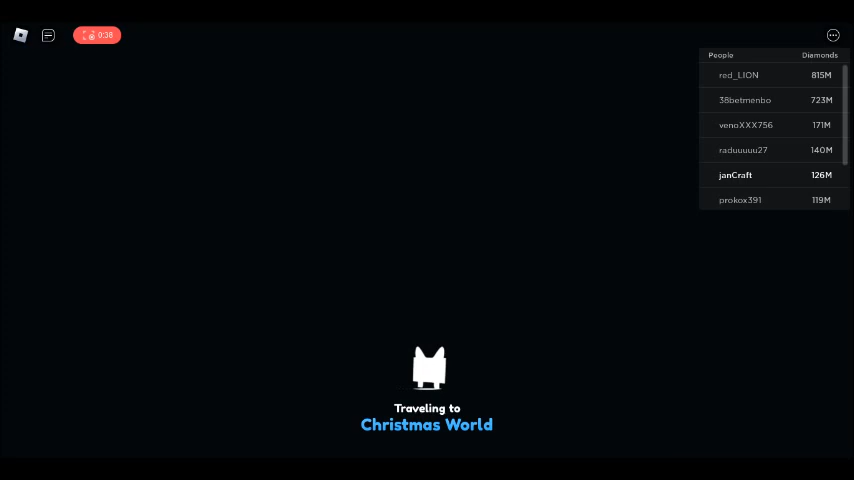 0:38
People Diamonds
red_LION 815M
38betmenbo 723M
venoXXX756 171M
raduuuuu27 140M
janCraft 126M
prokox391 119M
Traveling to
Christmas World